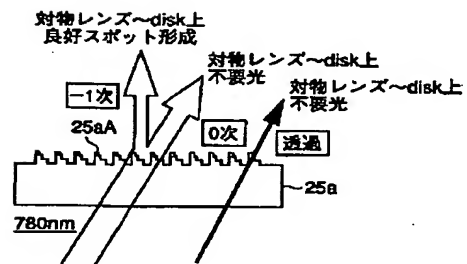 対物レンズ～disk上
良好スポット形成
対物レンズ～disk上
不要光
対物レンズ～disk上
不要光
－1次
25aA
0次
透過
25a
780nm